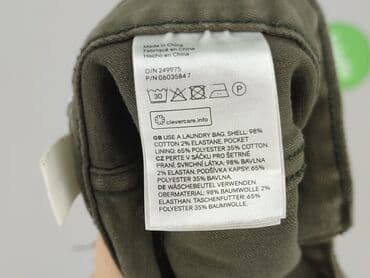 Made in China
Fabriqué en Chine
Hecho en China
D/N 249975
P/N 06035847
30
P
clevercare.info
GB USE A LAUNDRY BAG. SHELL: 98%
COTTON 2% ELASTANE. POCKET
LINING: 65% POLYESTER 35% COTTON.
CZ PERTE V SÁČKU PRO ŠETRNÉ
PRANÍ. SVRCHNÍ LÁTKA: 98% BAVLNA
2% ELASTAN. PODŠÍVKA KAPSY: 65%
POLYESTER 35% BAVLNA.
DE WÄSCHEBEUTEL VERWENDEN.
OBERMATERIAL: 98% BAUMWOLLE 2%
ELASTHAN. TASCHENFUTTER: 65%
POLYESTER 35% BAUMWOLLE.